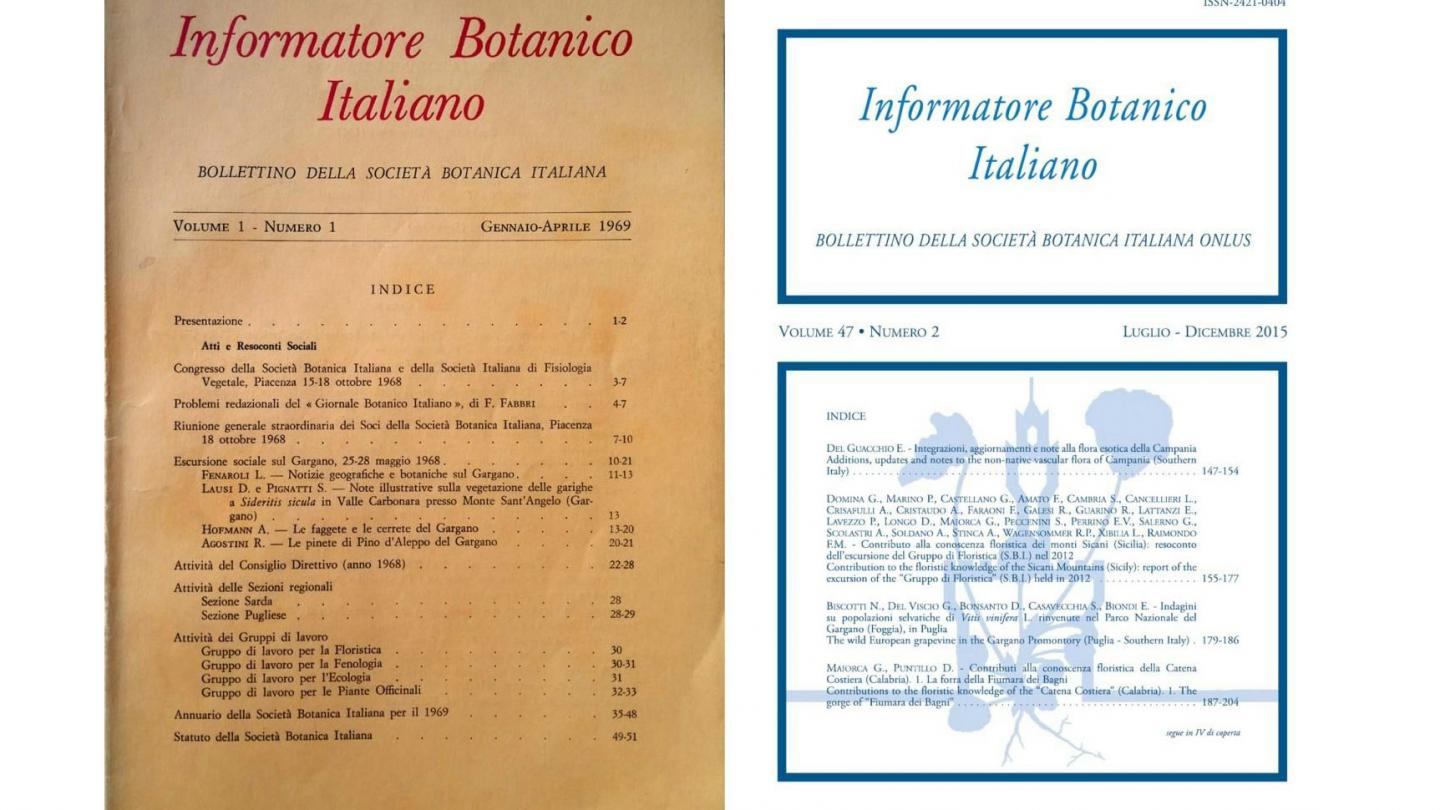 Informatore Botanico
Italiano
BOLLETTINO DELLA SOCIETÀ BOTANICA ITALIANA
VOLUME 1 - NUMERO 1 GENNAIO-APRILE 1969
INDICE
Presentazione . . . . . . . . . . . . . . . 1-2
Atti e Resoconti Sociali
Congresso della Società Botanica Italiana e della Società Italiana di Fisiologia
Vegetale, Piacenza 15-18 ottobre 1968 . . . . . . . . 3-7
Problemi redazionali del « Giornale Botanico Italiano », di F. FABBRI . . 4-7
Riunione generale straordinaria dei Soci della Società Botanica Italiana, Piacenza
18 ottobre 1968 . . . . . . . . . . . . . 7-10
Escursione sociale sul Gargano, 25-28 maggio 1968 . . . . . . . 10-21
FENAROLI L. — Notizie geografiche e botaniche sul Gargano . . . . 11-13
LAUSI D. e PIGNATTI S. — Note illustrative sulla vegetazione delle garighe
a Sideritis sicula in Valle Carbonara presso Monte Sant'Angelo (Gar-
gano) . . . . . . . . . . . . . . 13
HOFMANN A. — Le faggete e le cerrete del Gargano . . . . . 13-20
AGOSTINI R. — Le pinete di Pino d'Aleppo del Gargano . . . . 20-21
Attività del Consiglio Direttivo (anno 1968) . . . . . . . . 22-28
Attività delle Sezioni regionali
Sezione Sarda . . . . . . . . . . . . . 28
Sezione Pugliese . . . . . . . . . . . . . 28-29
Attività dei Gruppi di lavoro
Gruppo di lavoro per la Floristica . . . . . . . . . 30
Gruppo di lavoro per la Fenologia . . . . . . . . . 30-31
Gruppo di lavoro per l'Ecologia . . . . . . . . . 31
Gruppo di lavoro per le Piante Officinali . . . . . . . 32-33
Annuario della Società Botanica Italiana per il 1969 . . . . . . 35-48
Statuto della Società Botanica Italiana . . . . . . . . . 49-51
ISSN-2421-0404
Informatore Botanico
Italiano
BOLLETTINO DELLA SOCIETÀ BOTANICA ITALIANA ONLUS
VOLUME 47 • NUMERO 2 LUGLIO - DICEMBRE 2015
INDICE
DEL GUACCHIO E. - Integrazioni, aggiornamenti e note alla flora esotica della Campania
Additions, updates and notes to the non-native vascular flora of Campania (Southern
Italy) . . . . . . . . . . . . . . . . . . . . 147-154
DOMINA G., MARINO P., CASTELLANO G., AMATO F., CAMBRIA S., CANCELLIERI L.,
CRISAFULLI A., CRISTAUDO A., FARAONI F., GALESI R., GUARINO R., LATTANZI E.,
LAVEZZO P., LONGO D., MAIORCA G., PECCENINI S., PERRINO E.V., SALERNO G.,
SCOLASTRI A., SOLDANO A., STINCA A., WAGENSOMMER R.P., XIBILIA L., RAIMONDO
F.M. - Contributo alla conoscenza floristica dei monti Sicani (Sicilia): resoconto
dell'escursione del Gruppo di Floristica (S.B.I.) nel 2012
Contribution to the floristic knowledge of the Sicani Mountains (Sicily): report of the
excursion of the "Gruppo di Floristica" (S.B.I.) held in 2012 . . . . . . . . . 155-177
BISCOTTI N., DEL VISCIO G., BONSANTO D., CASAVECCHIA S., BIONDI E. - Indagini
su popolazioni selvatiche di Vitis vinifera L. rinvenute nel Parco Nazionale del
Gargano (Foggia), in Puglia
The wild European grapevine in the Gargano Promontory (Puglia - Southern Italy) . 179-186
MAIORCA G., PUNTILLO D. - Contributi alla conoscenza floristica della Catena
Costiera (Calabria). 1. La forra della Fiumara dei Bagni
Contributions to the floristic knowledge of the "Catena Costiera" (Calabria). 1. The
gorge of "Fiumara dei Bagni" . . . . . . . . . . . . . . . . 187-204
segue in IV di coperta